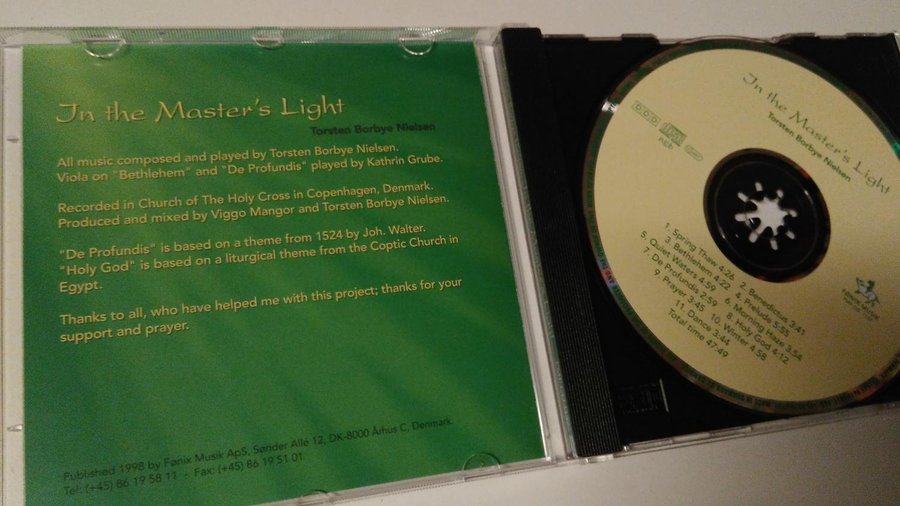 In the Master's Light
Torsten Borbye Nielsen
All music composed and played by Torsten Borbye Nielsen.
Viola on "Bethlehem" and "De Profundis" played by Kathrin Grube.
Recorded in Church of The Holy Cross in Copenhagen, Denmark.
Produced and mixed by Viggo Mangor and Torsten Borbye Nielsen.
"De Profundis" is based on a theme from 1524 by Joh. Walter.
"Holy God" is based on a liturgical theme from the Coptic Church in
Egypt.
Thanks to all, who have helped me with this project; thanks for your
support and prayer.
Published 1998 by Fønix Musik ApS, Sønder Allé 12, DK-8000 Århus C, Denmark.
Tel: (+45) 86 19 58 11 - Fax: (+45) 86 19 51 01
In the Master's Light
Torsten Borbye Nielsen
DDD
1. Spring Thaw 4:26 2. Benedictus 3:41
3. Bethlehem 4:22 4. Prelude 5:55
5. Quiet Waters 4:59 6. Morning Haze 3:54
7. De Profundis 2:59 8. Holy God 4:12
9. Prayer 3:45 10. Winter 4:58
11. Dance 3:44
Total time 47:49